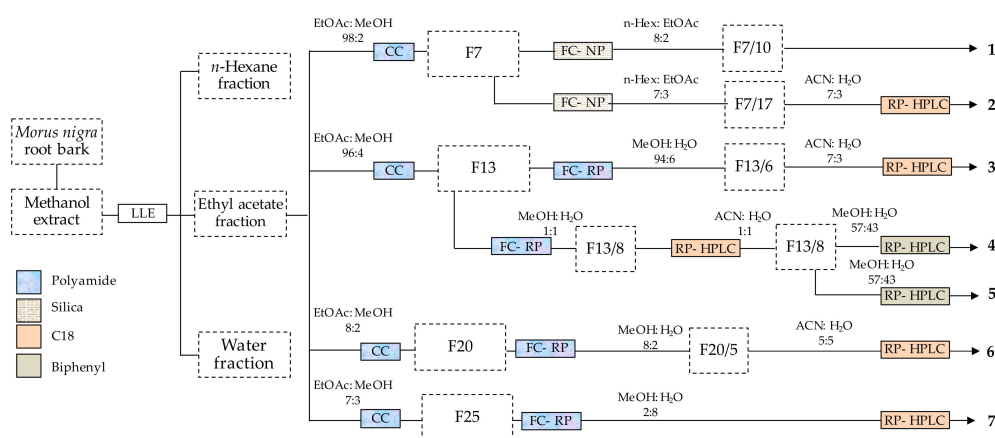 Morus nigra
root bark
Methanol
extract
LLE
n-Hexane
fraction
Ethyl acetate
fraction
Water
fraction
Polyamide
Silica
C18
Biphenyl
EtOAc: MeOH
98:2
CC
F7
FC- NP
n-Hex: EtOAc
8:2
F7/10
1
FC- NP
n-Hex: EtOAc
7:3
F7/17
ACN: H₂O
7:3
RP- HPLC
2
EtOAc: MeOH
96:4
CC
F13
FC- RP
MeOH: H₂O
94:6
F13/6
ACN: H₂O
7:3
RP- HPLC
3
FC- RP
MeOH: H₂O
1:1
F13/8
RP- HPLC
ACN: H₂O
1:1
F13/8
MeOH: H₂O
57:43
RP- HPLC
4
MeOH: H₂O
57:43
RP- HPLC
5
EtOAc: MeOH
8:2
CC
F20
FC- RP
MeOH: H₂O
8:2
F20/5
ACN: H₂O
5:5
RP- HPLC
6
EtOAc: MeOH
7:3
CC
F25
FC- RP
MeOH: H₂O
2:8
RP- HPLC
7